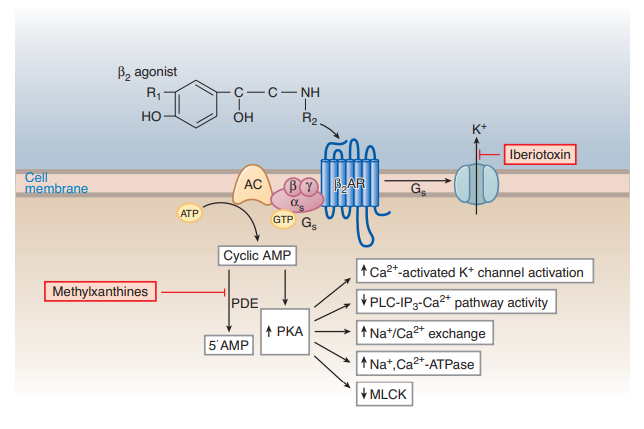 β₂ agonist
R₁
C
C
NH
HO
OH
R₂
K⁺
Iberiotoxin
Cell
membrane
AC
β γ
αₛ
β₂AR
Gₛ
ATP
GTP
Gₛ
Cyclic AMP
Methylxanthines
PDE
5′AMP
↑ PKA
↑ Ca²⁺-activated K⁺ channel activation
↓ PLC-IP₃-Ca²⁺ pathway activity
↑ Na⁺/Ca²⁺ exchange
↑ Na⁺,Ca²⁺-ATPase
↓ MLCK